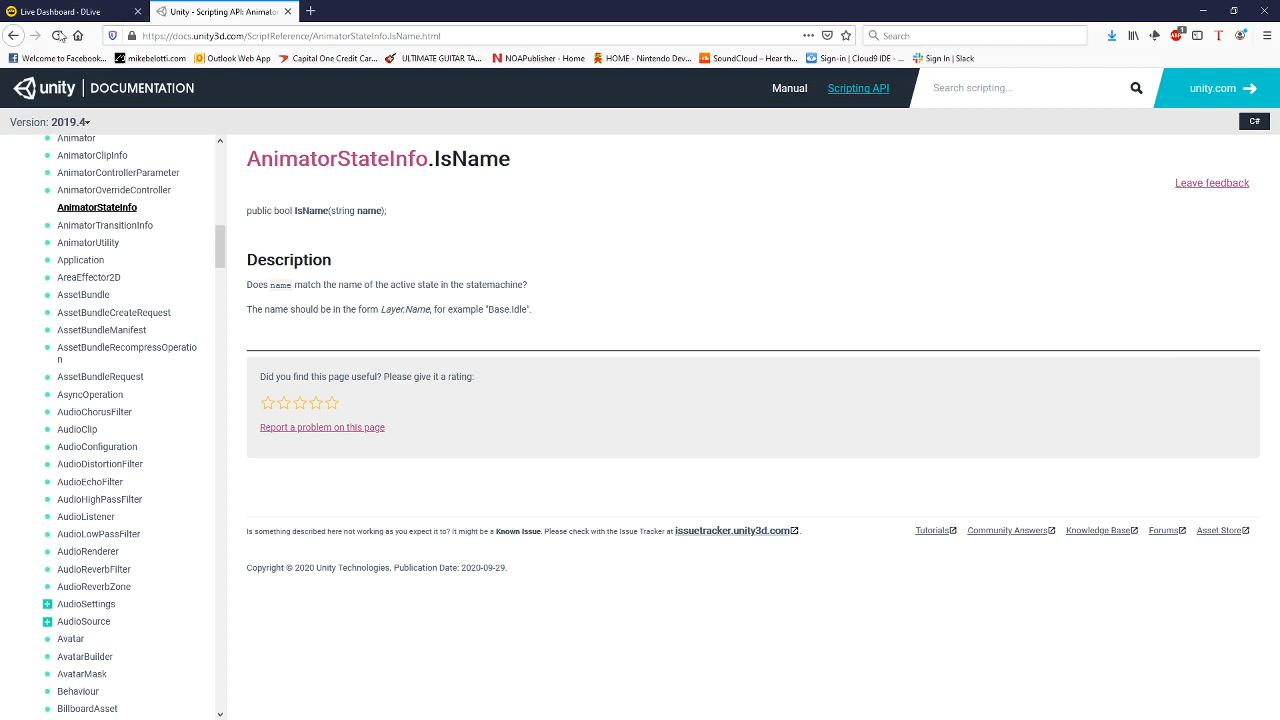 Live Dashboard - DLive
Unity - Scripting API: Animator
https://docs.unity3d.com/ScriptReference/AnimatorStateInfo.IsName.html
Search
Welcome to Facebook...
mikebelotti.com
Outlook Web App
Capital One Credit Car...
ULTIMATE GUITAR TA...
NOAPublisher - Home
HOME - Nintendo Dev...
SoundCloud – Hear th...
Sign-in | Cloud9 IDE - ...
Sign In | Slack
unity | DOCUMENTATION
Manual
Scripting API
Search scripting...
unity.com
Version: 2019.4
C#
Animator
AnimatorClipInfo
AnimatorControllerParameter
AnimatorOverrideController
AnimatorStateInfo
AnimatorTransitionInfo
AnimatorUtility
Application
AreaEffector2D
AssetBundle
AssetBundleCreateRequest
AssetBundleManifest
AssetBundleRecompressOperatio
n
AssetBundleRequest
AsyncOperation
AudioChorusFilter
AudioClip
AudioConfiguration
AudioDistortionFilter
AudioEchoFilter
AudioHighPassFilter
AudioListener
AudioLowPassFilter
AudioRenderer
AudioReverbFilter
AudioReverbZone
AudioSettings
AudioSource
Avatar
AvatarBuilder
AvatarMask
Behaviour
BillboardAsset
AnimatorStateInfo.IsName
Leave feedback
public bool IsName(string name);
Description
Does name match the name of the active state in the statemachine?
The name should be in the form Layer.Name, for example "Base.Idle".
Did you find this page useful? Please give it a rating:
Report a problem on this page
Is something described here not working as you expect it to? It might be a Known Issue. Please check with the Issue Tracker at issuetracker.unity3d.com.
Tutorials
Community Answers
Knowledge Base
Forums
Asset Store
Copyright © 2020 Unity Technologies. Publication Date: 2020-09-29.